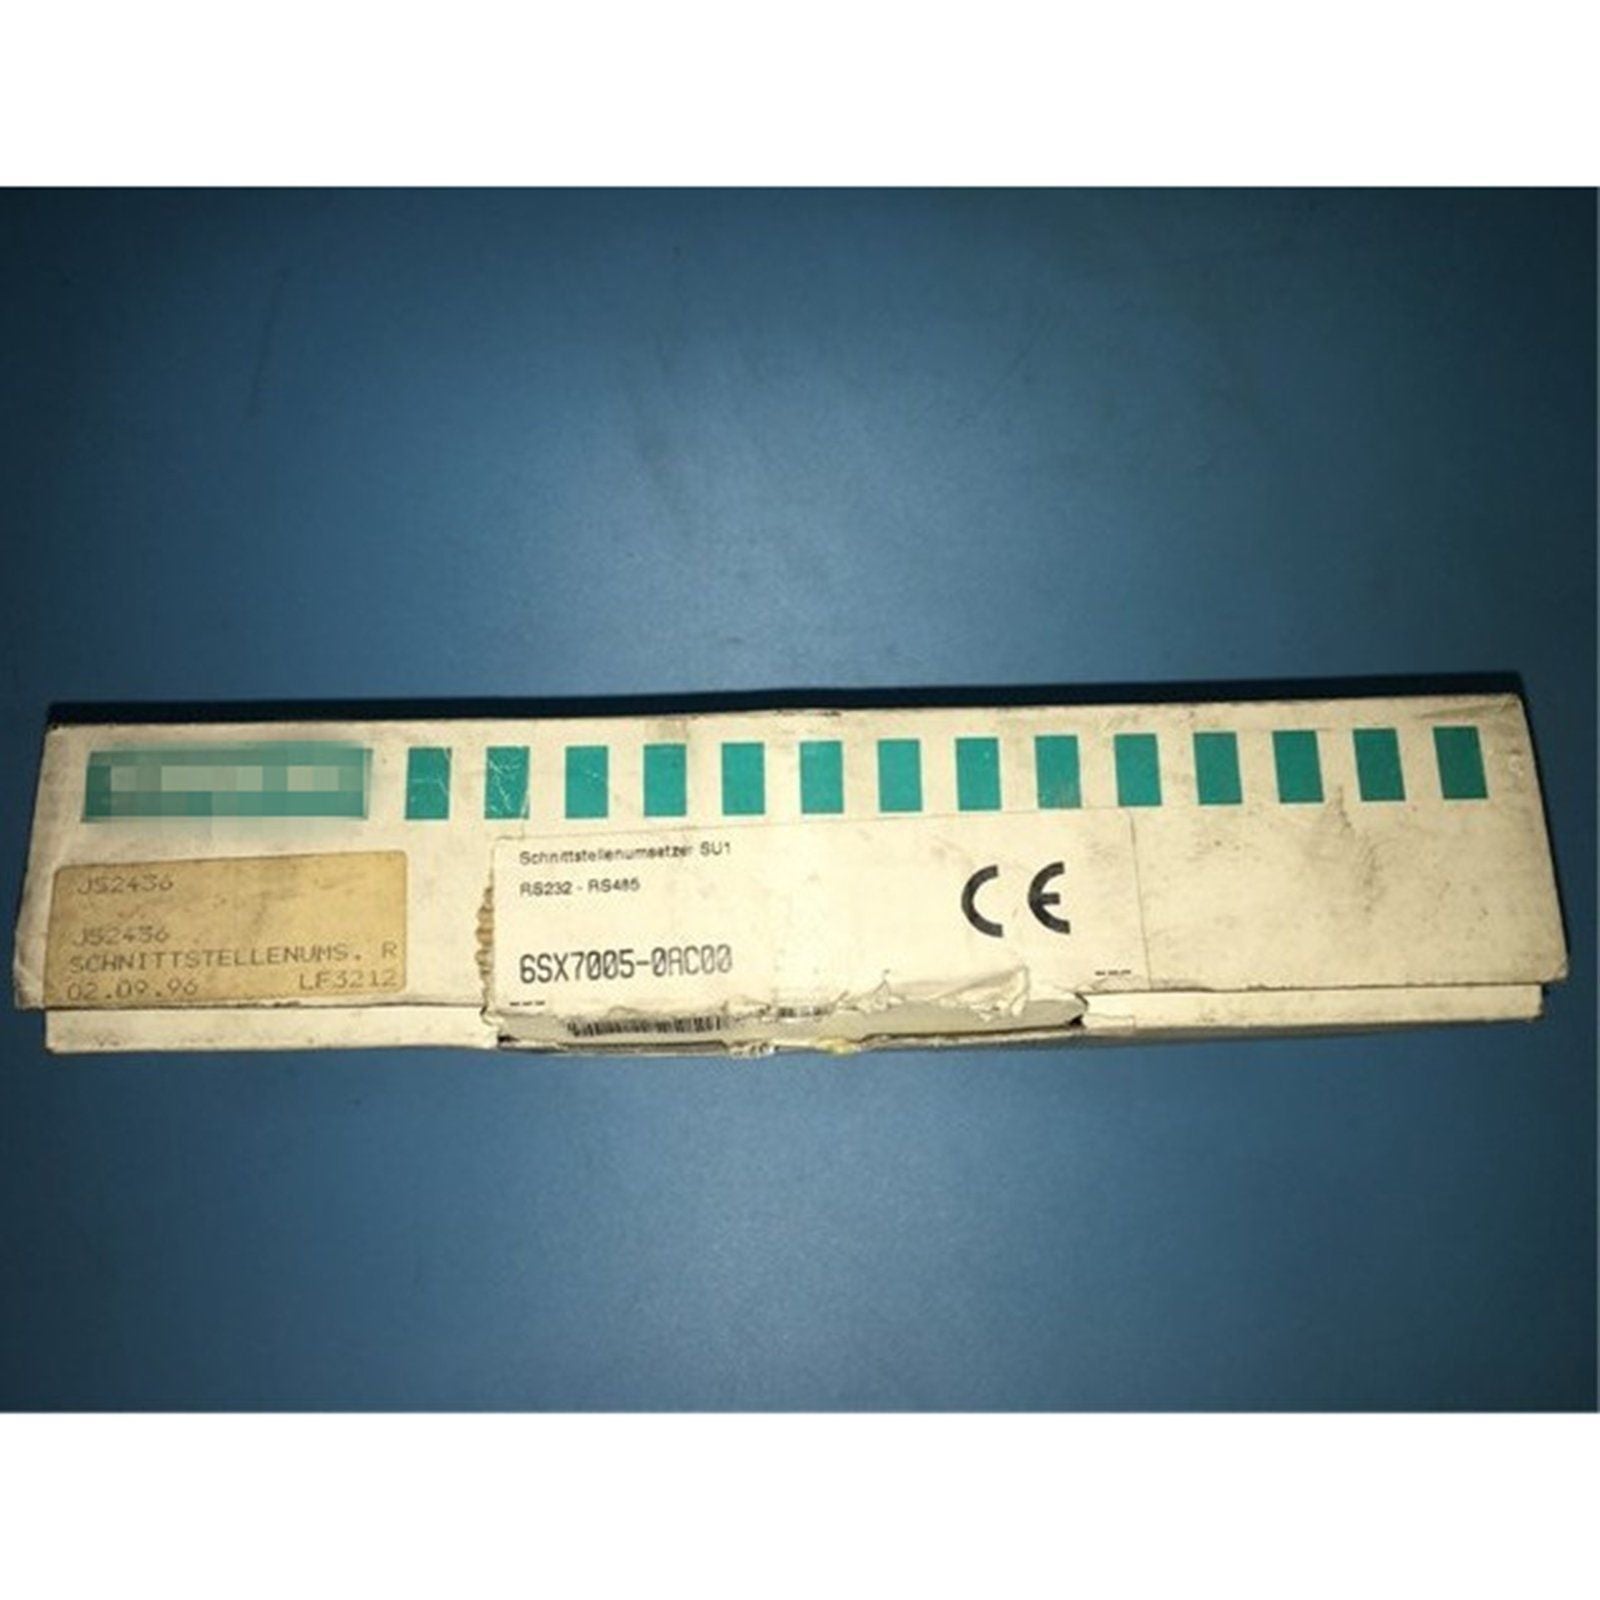 JS2436
JS2436
SCHNITTSTELLENUMS. R
02.09.96 LF3212
Schnittstellenumsetzer SU1
RS232 - RS485
6SX7005-0AC00
CE